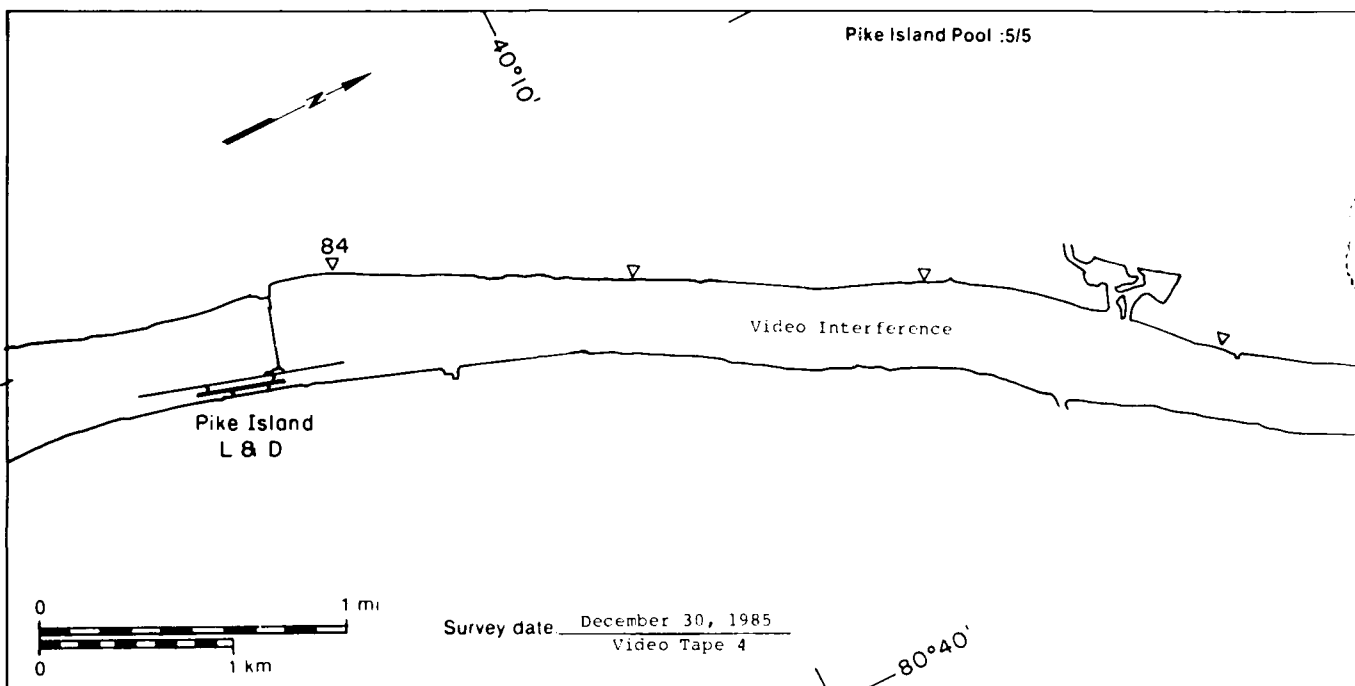 Pike Island Pool :5/5
40°10'
N
84
Video Interference
Pike Island
L & D
0 1 mi
0 1 km
Survey date December 30, 1985
Video Tape 4
80°40'